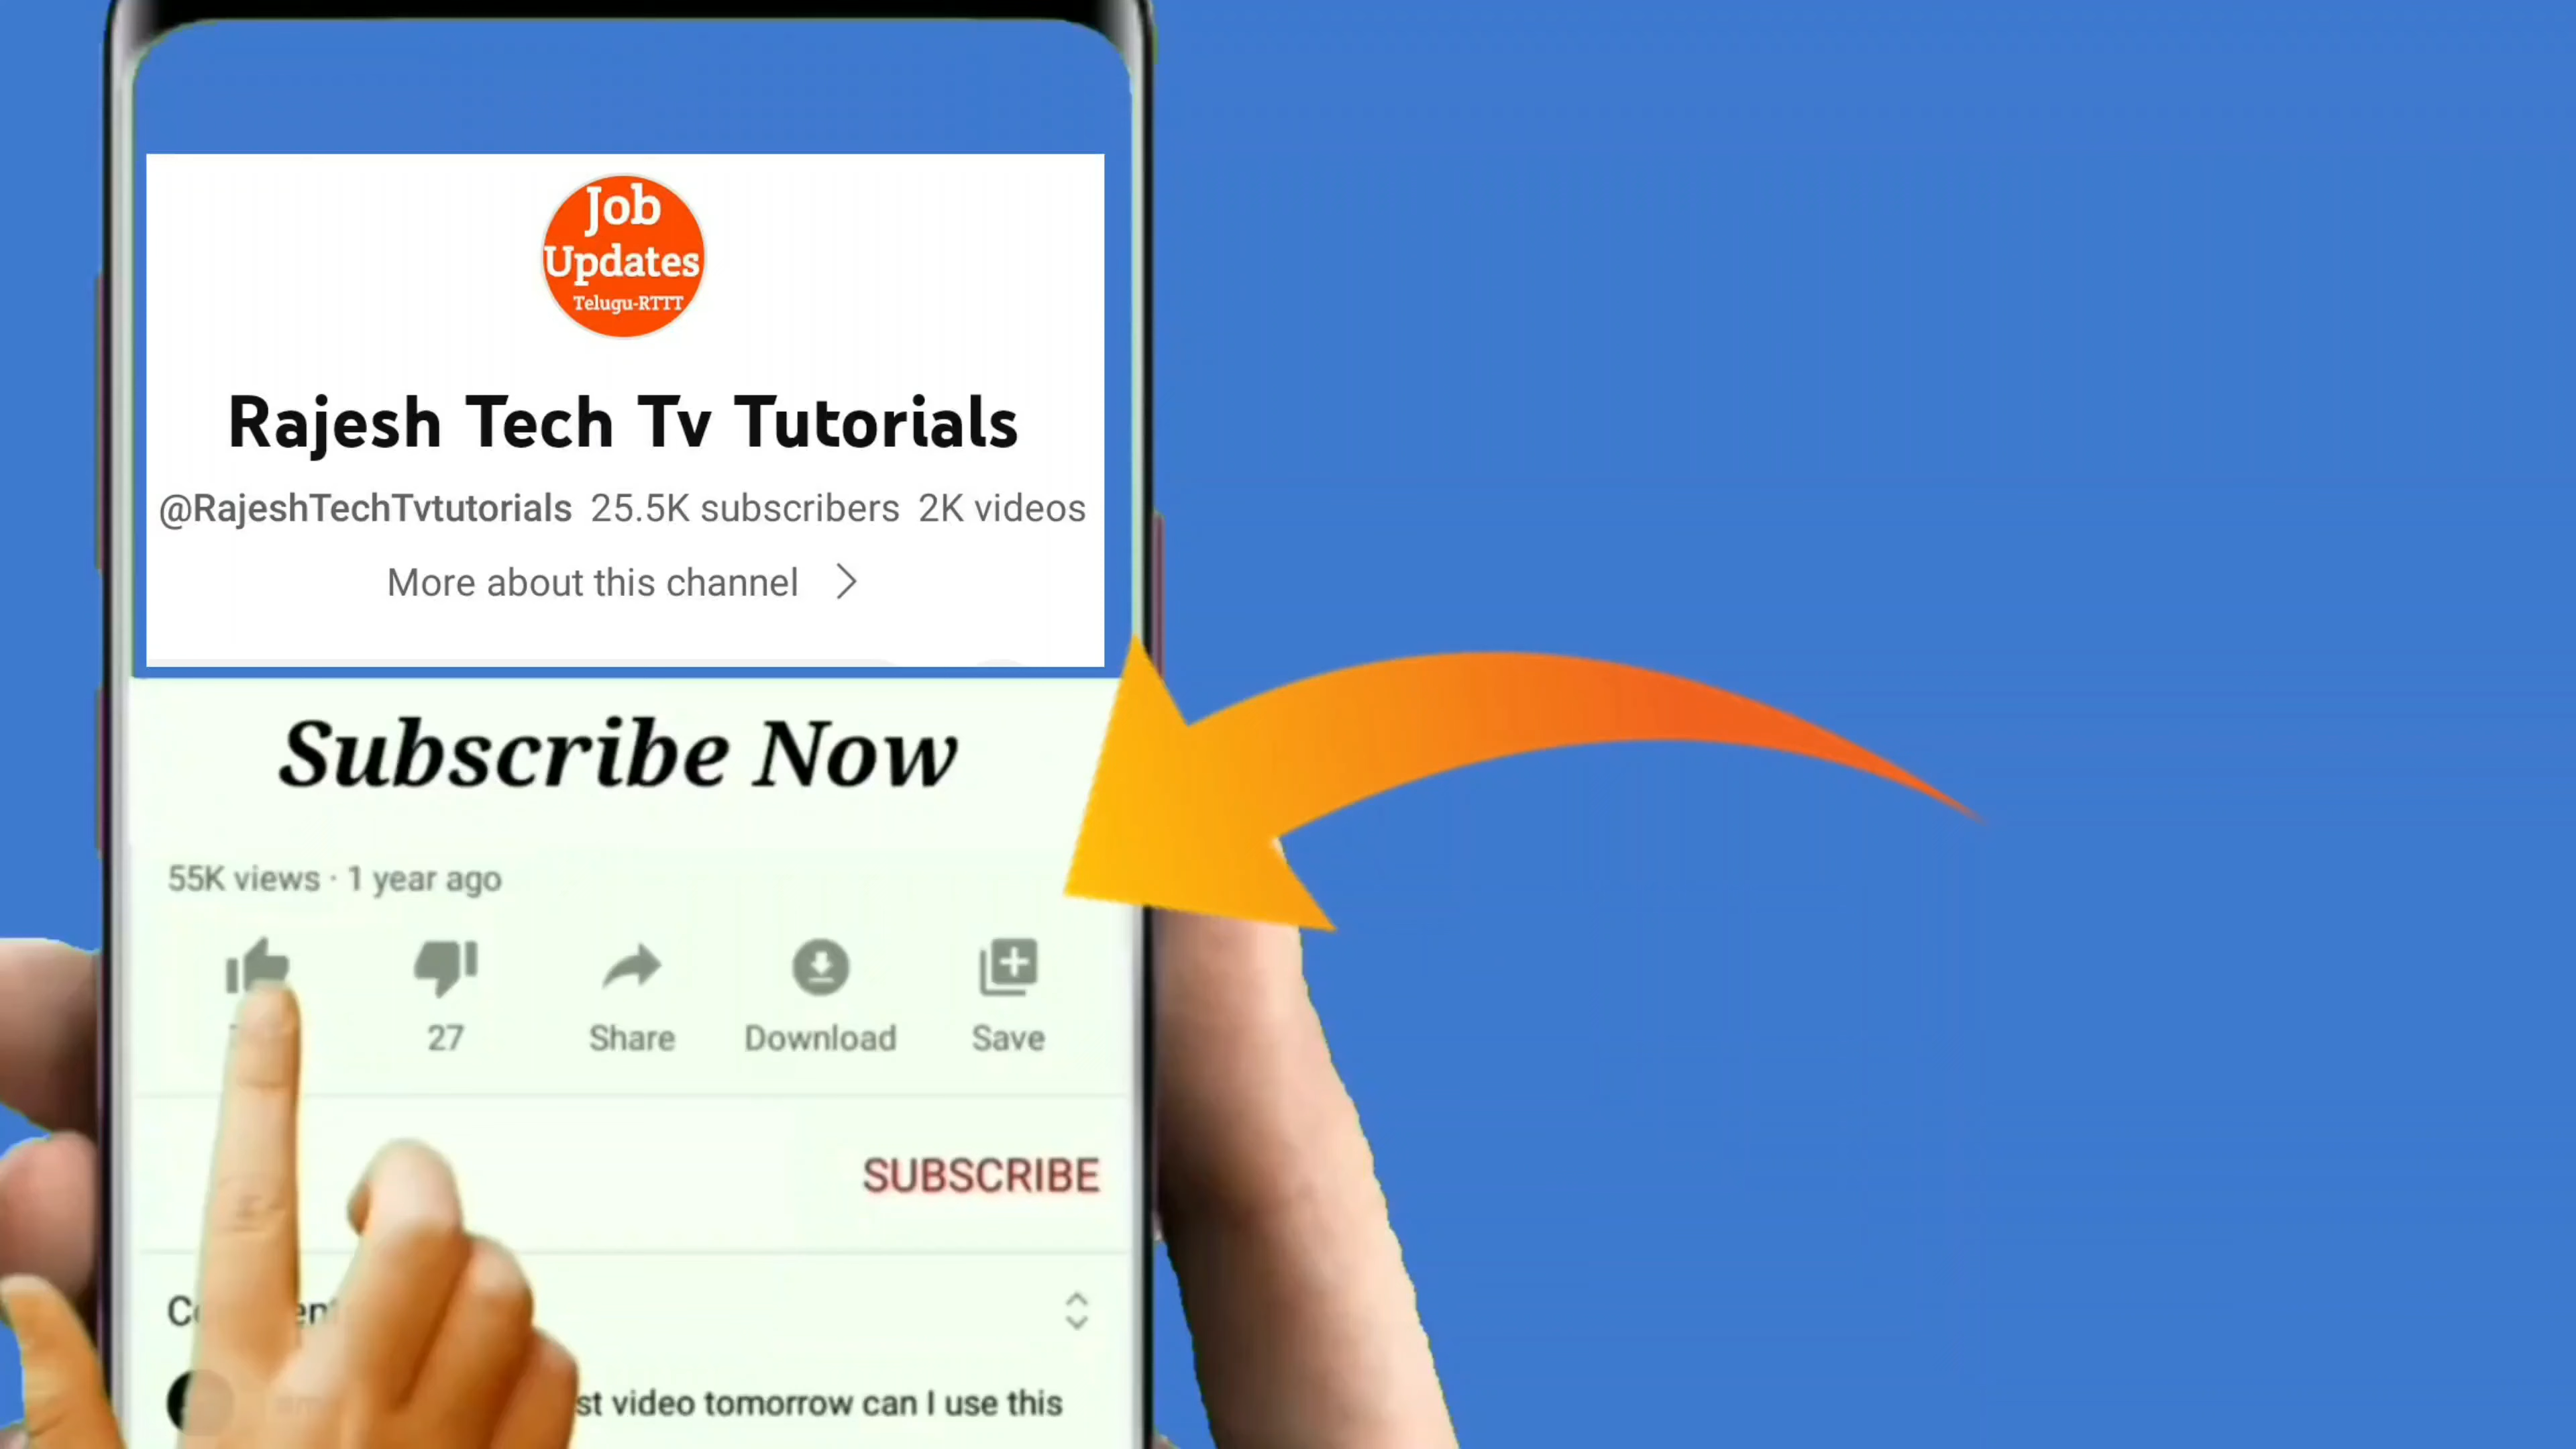 Job
Updates
Telugu-RTTT
Rajesh Tech Tv Tutorials
@RajeshTechTvtutorials 25.5K subscribers 2K videos
More about this channel
Subscribe Now
55K views · 1 year ago
27 Share Download Save
SUBSCRIBE
video tomorrow can I use this